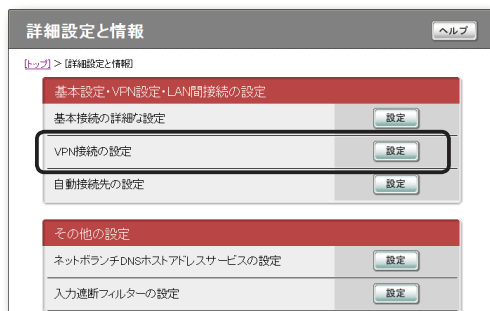 詳細設定と情報
ヘルプ
[トップ] > [詳細設定と情報]
基本設定・VPN設定・LAN間接続の設定
基本接続の詳細な設定 設定
VPN接続の設定 設定
自動接続先の設定 設定
その他の設定
ネットボランチDNSホストアドレスサービスの設定 設定
入力遮断フィルターの設定 設定